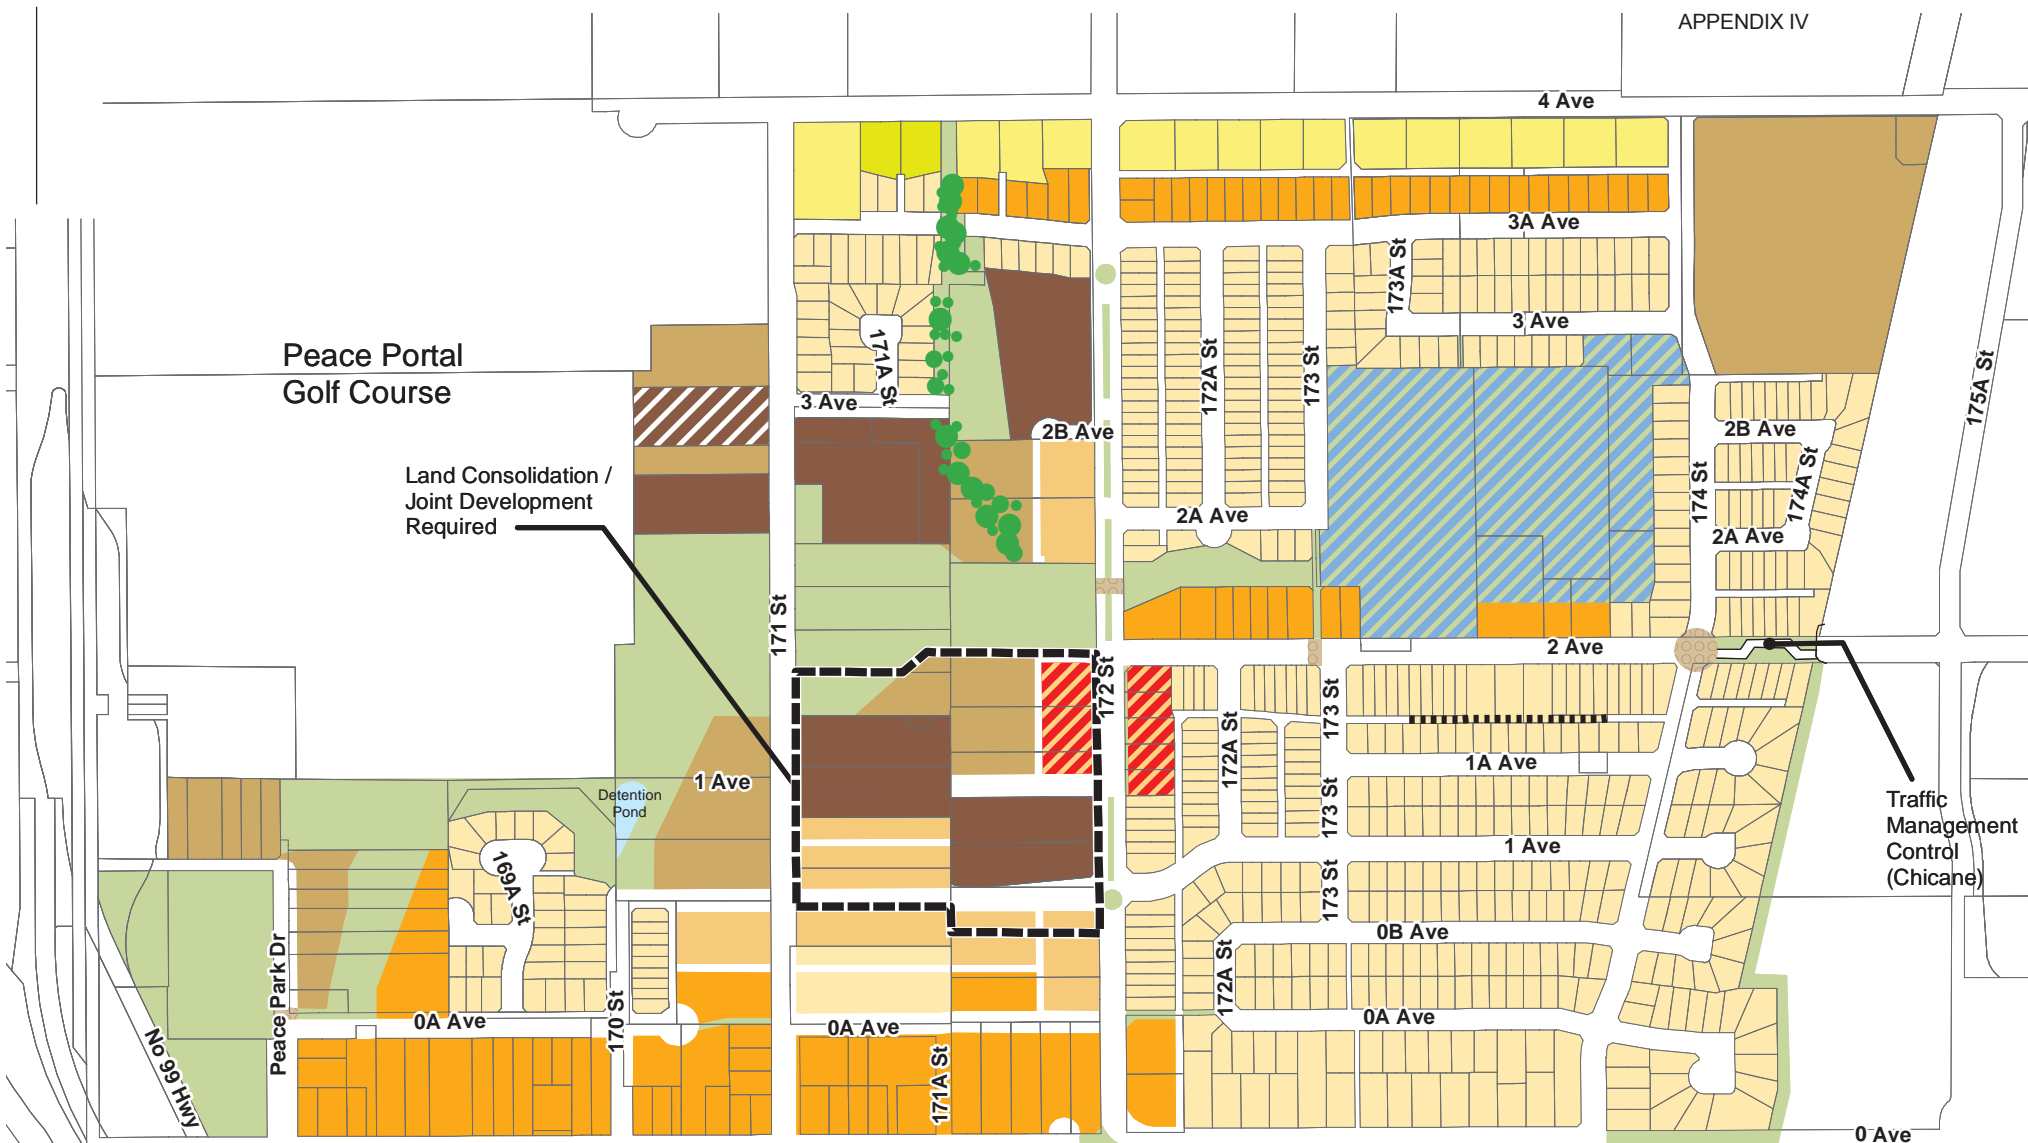 APPENDIX IV
4 Ave
3A Ave
173A St
3 Ave
Peace Portal
Golf Course
171A St
172A St
173 St
175A St
3 Ave
2B Ave
2B Ave
Land Consolidation /
Joint Development
Required
174 St
174A St
2A Ave
2A Ave
171 St
2 Ave
172 St
173 St
172A St
1 Ave
1A Ave
Detention
Pond
173 St
Traffic
Management
Control
(Chicane)
1 Ave
169A St
173 St
0B Ave
Peace Park Dr
172A St
170 St
0A Ave
0A Ave
0A Ave
No 99 Hwy
171A St
0 Ave